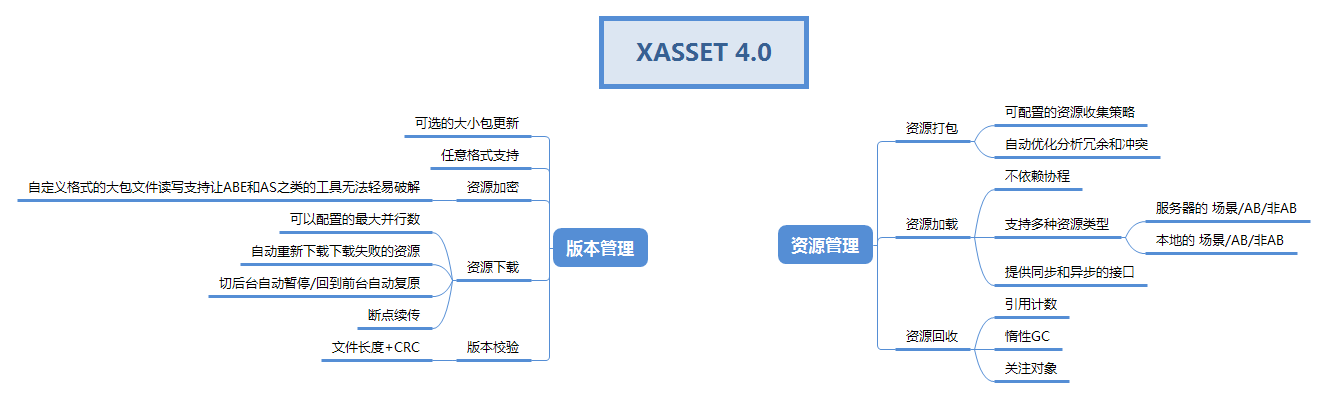 XASSET 4.0
版本管理
可选的大小包更新
任意格式支持
资源加密
自定义格式的大包文件读写支持让ABE和AS之类的工具无法轻易破解
资源下载
可以配置的最大并行数
自动重新下载下载失败的资源
切后台自动暂停/回到前台自动复原
断点续传
版本校验
文件长度+CRC
资源管理
资源打包
可配置的资源收集策略
自动优化分析冗余和冲突
资源加载
不依赖协程
支持多种资源类型
服务器的 场景/AB/非AB
本地的 场景/AB/非AB
提供同步和异步的接口
资源回收
引用计数
惰性GC
关注对象